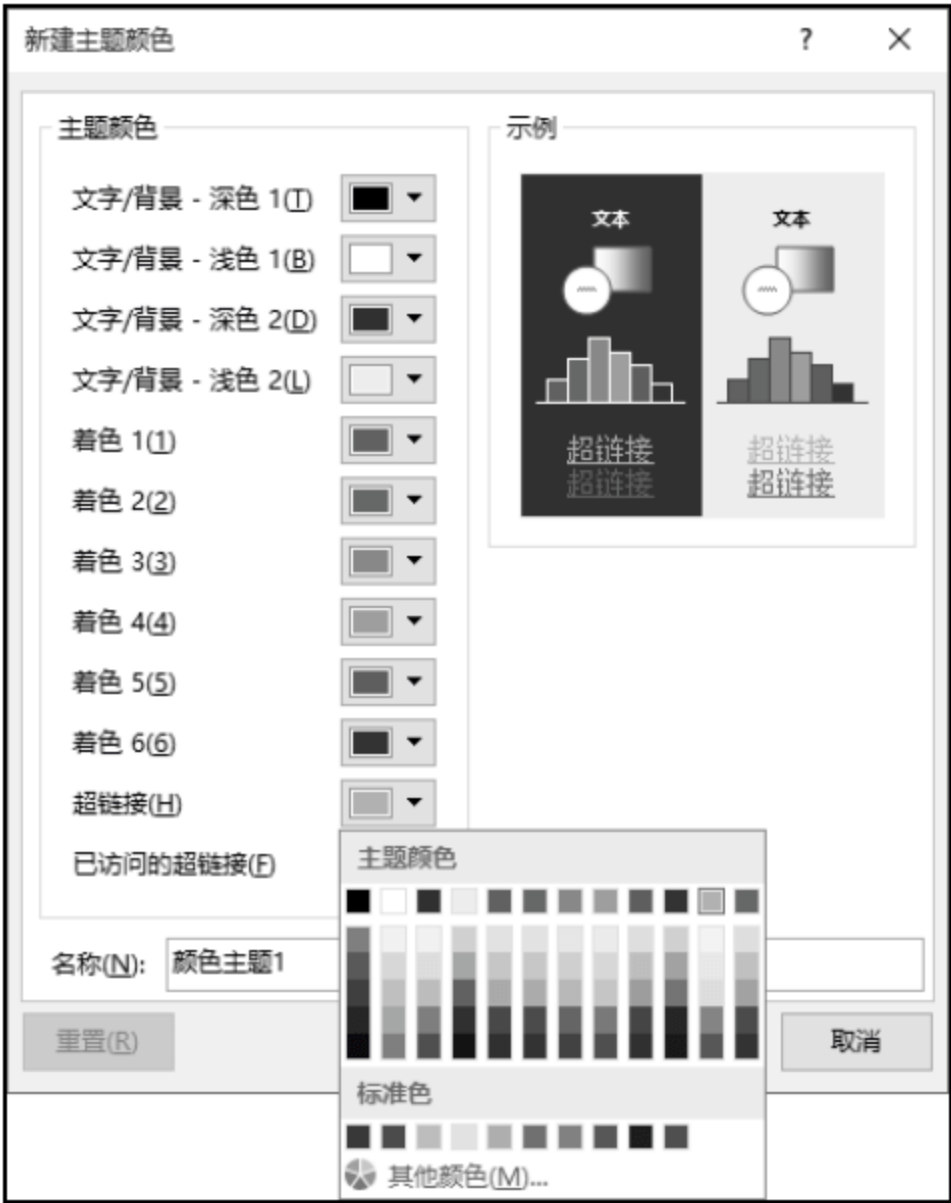 新建主题颜色 ? ×
主题颜色
文字/背景 - 深色 1(T)
文字/背景 - 浅色 1(B)
文字/背景 - 深色 2(D)
文字/背景 - 浅色 2(L)
着色 1(1)
着色 2(2)
着色 3(3)
着色 4(4)
着色 5(5)
着色 6(6)
超链接(H)
已访问的超链接(F)
示例
文本 文本
超链接 超链接
超链接 超链接
主题颜色
标准色
其他颜色(M)...
名称(N): 颜色主题1
重置(R)
取消